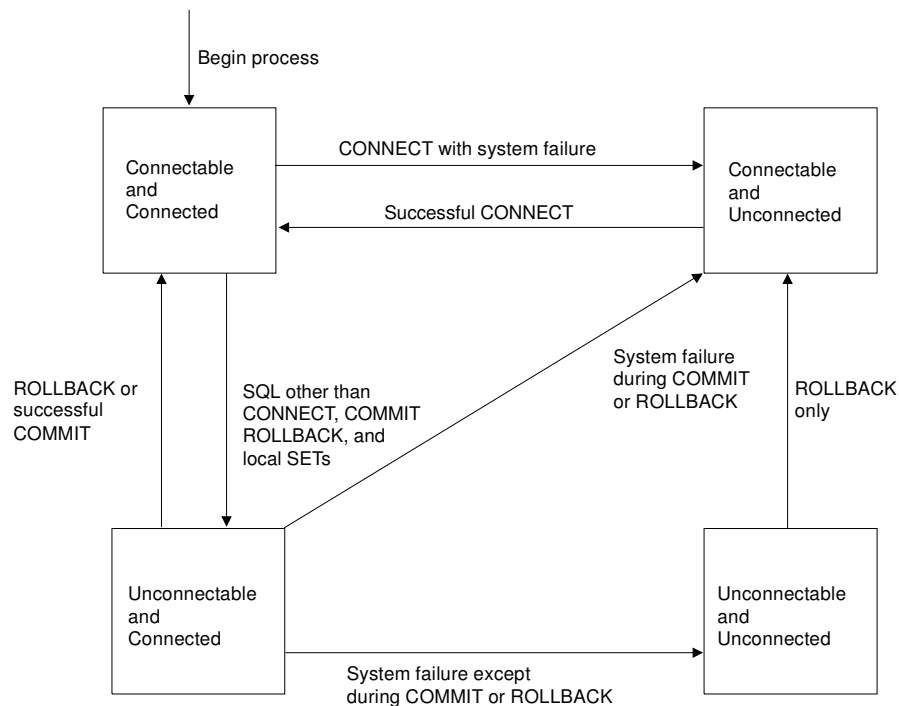 Begin process
Connectable
and
Connected
CONNECT with system failure
Successful CONNECT
Connectable
and
Unconnected
ROLLBACK or
successful
COMMIT
SQL other than
CONNECT, COMMIT
ROLLBACK, and
local SETs
System failure
during COMMIT
or ROLLBACK
ROLLBACK
only
Unconnectable
and
Connected
System failure except
during COMMIT or ROLLBACK
Unconnectable
and
Unconnected